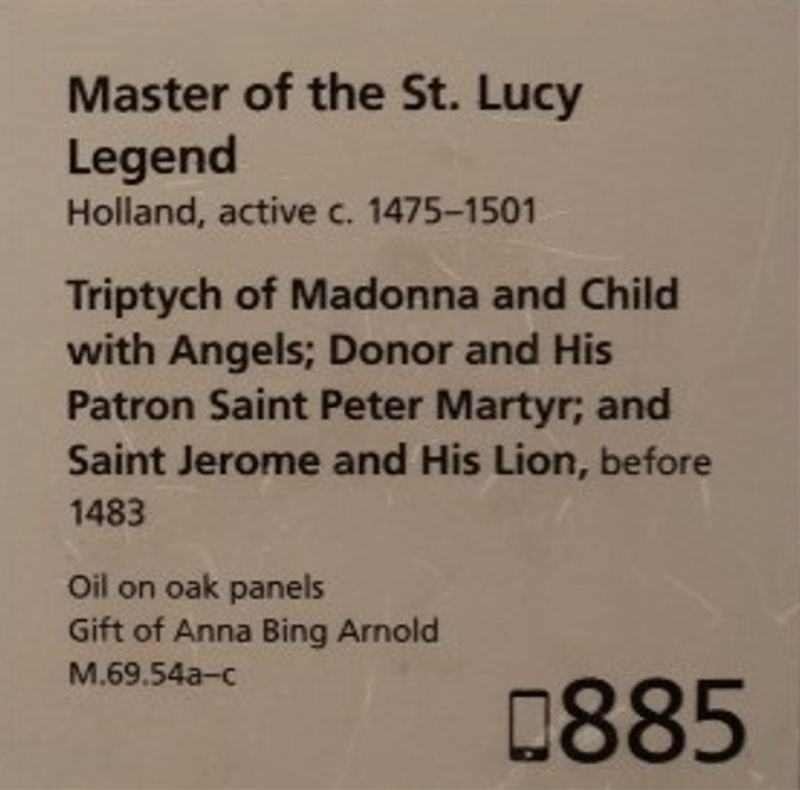 Master of the St. Lucy
Legend
Holland, active c. 1475–1501
Triptych of Madonna and Child
with Angels; Donor and His
Patron Saint Peter Martyr; and
Saint Jerome and His Lion, before
1483
Oil on oak panels
Gift of Anna Bing Arnold
M.69.54a–c
885